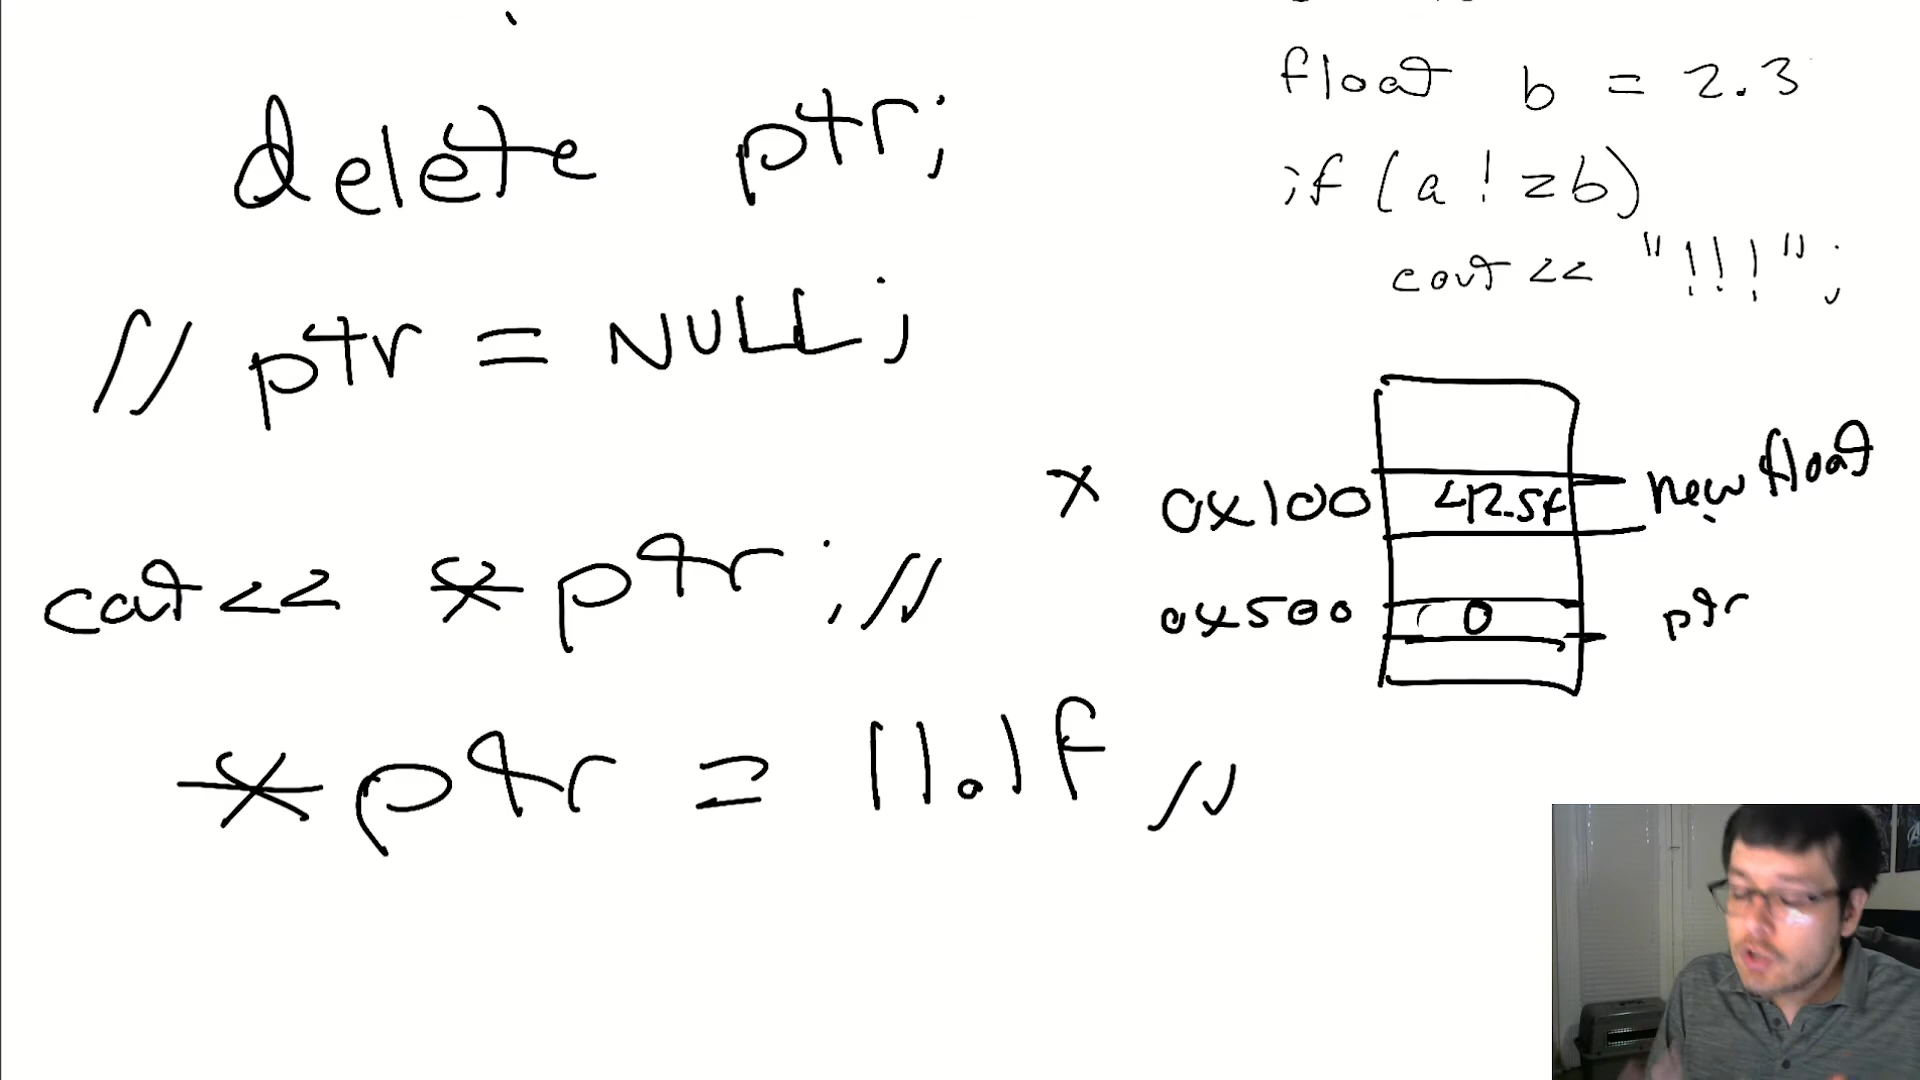 delete ptr;
// ptr = NULL;
cout << *ptr; //
*ptr = 11.1f //
float b = 2.3
if (a != b)
cout << "!!!";
x 0x100 42.5f new float
0x500 0 ptr